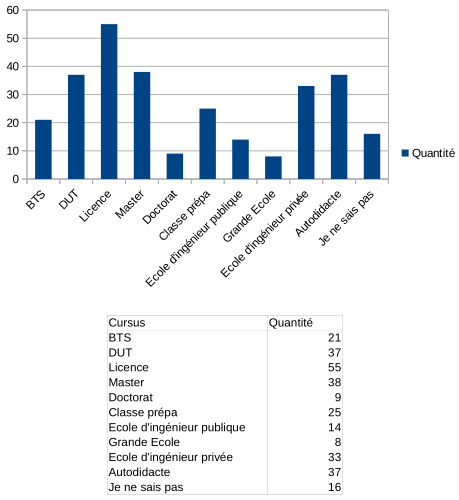 60
50
40
30
20
10
0
BTS
DUT
Licence
Master
Doctorat
Classe prépa
Ecole d'ingénieur publique
Grande Ecole
Ecole d'ingénieur privée
Autodidacte
Je ne sais pas
Quantité
Cursus Quantité
BTS 21
DUT 37
Licence 55
Master 38
Doctorat 9
Classe prépa 25
Ecole d'ingénieur publique 14
Grande Ecole 8
Ecole d'ingénieur privée 33
Autodidacte 37
Je ne sais pas 16